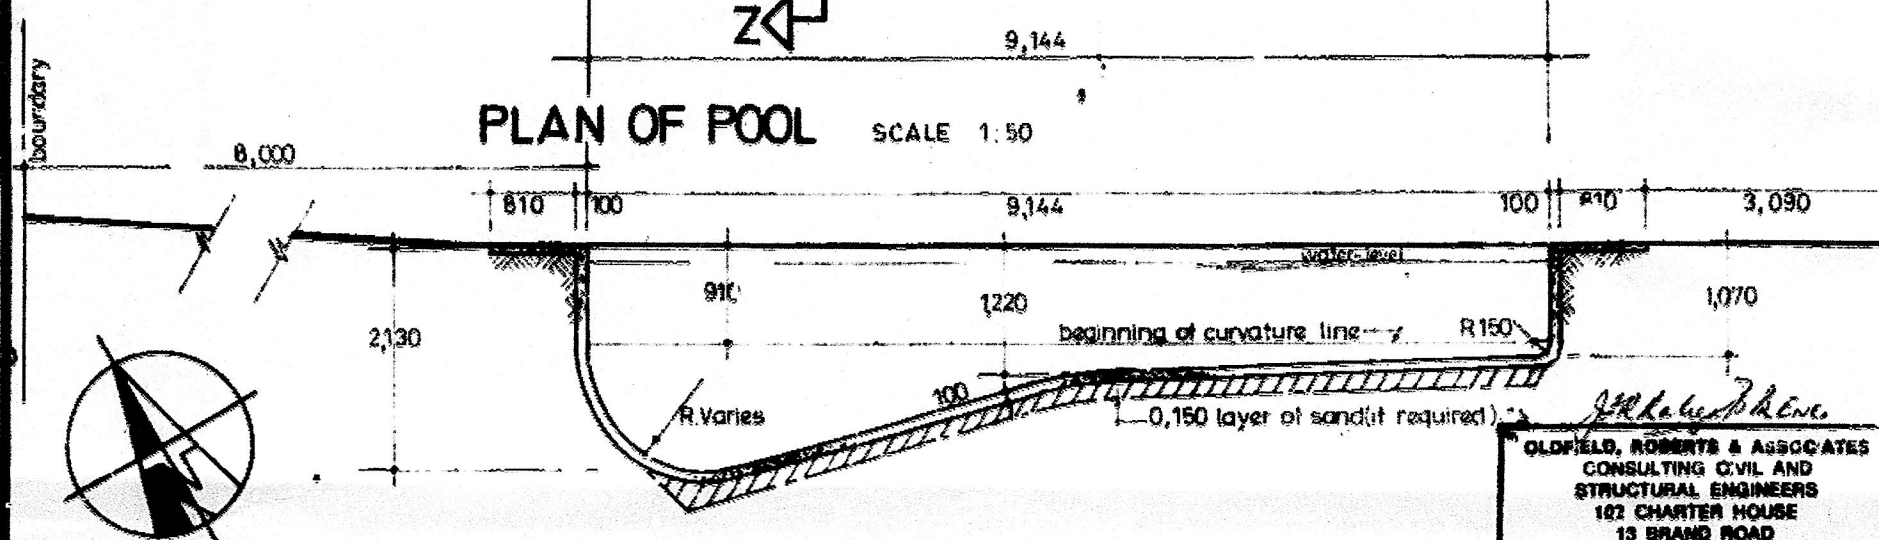 Z
9,144
boundary
PLAN OF POOL SCALE 1:50
8,000
810 100 9,144 100 810 3,090
water-level
910
1,220
1,070
2,130
beginning of curvature line
R150
100
R.Varies
0,150 layer of sand(if required).
OLDFIELD, ROBERTS & ASSOCIATES
CONSULTING CIVIL AND
STRUCTURAL ENGINEERS
102 CHARTER HOUSE
13 BRAND ROAD